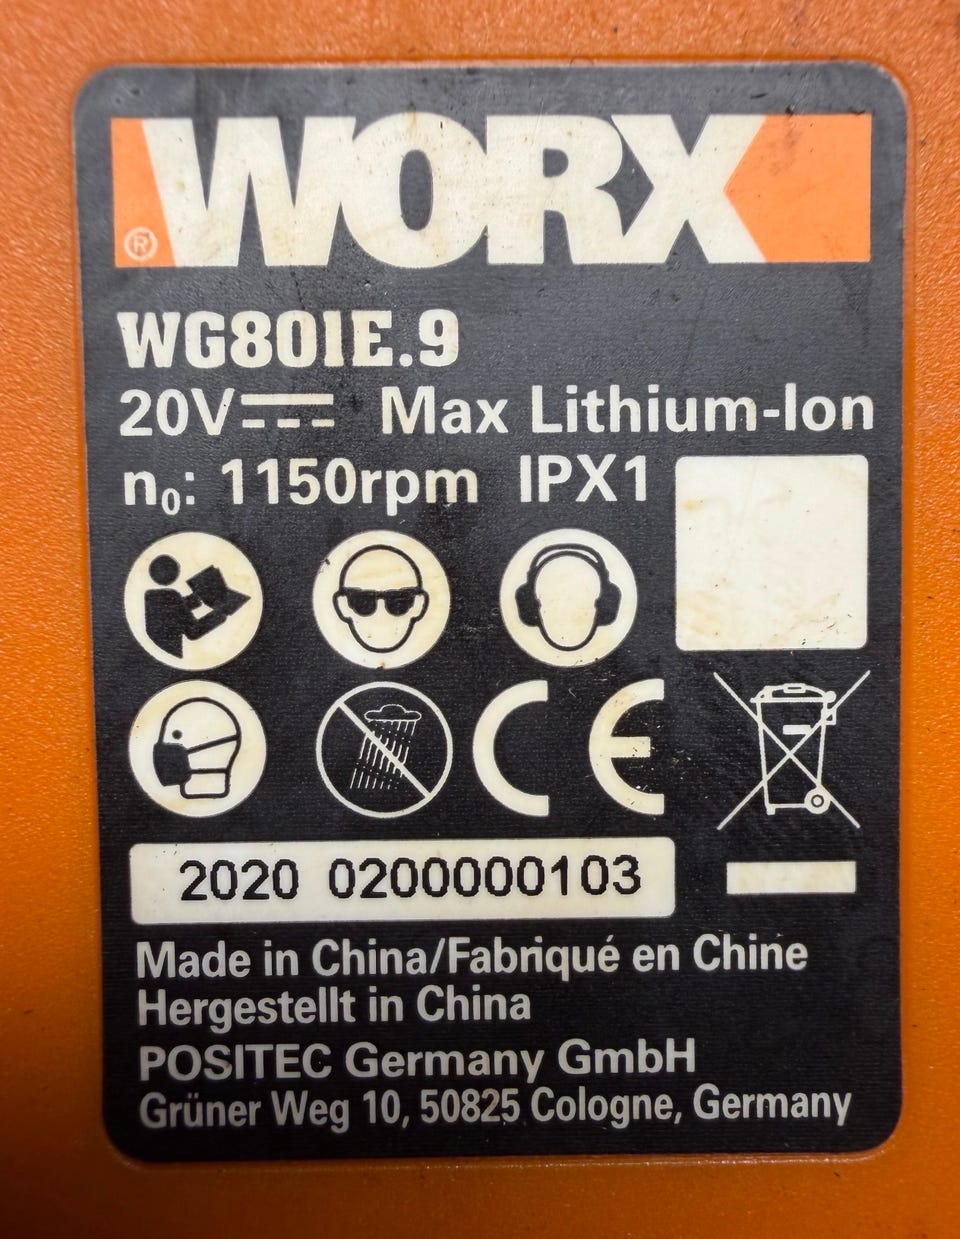 WORX
®
WG801E.9
20V⎓ Max Lithium-Ion
n₀: 1150rpm IPX1
CE
2020 0200000103
Made in China/Fabriqué en Chine
Hergestellt in China
POSITEC Germany GmbH
Grüner Weg 10, 50825 Cologne, Germany